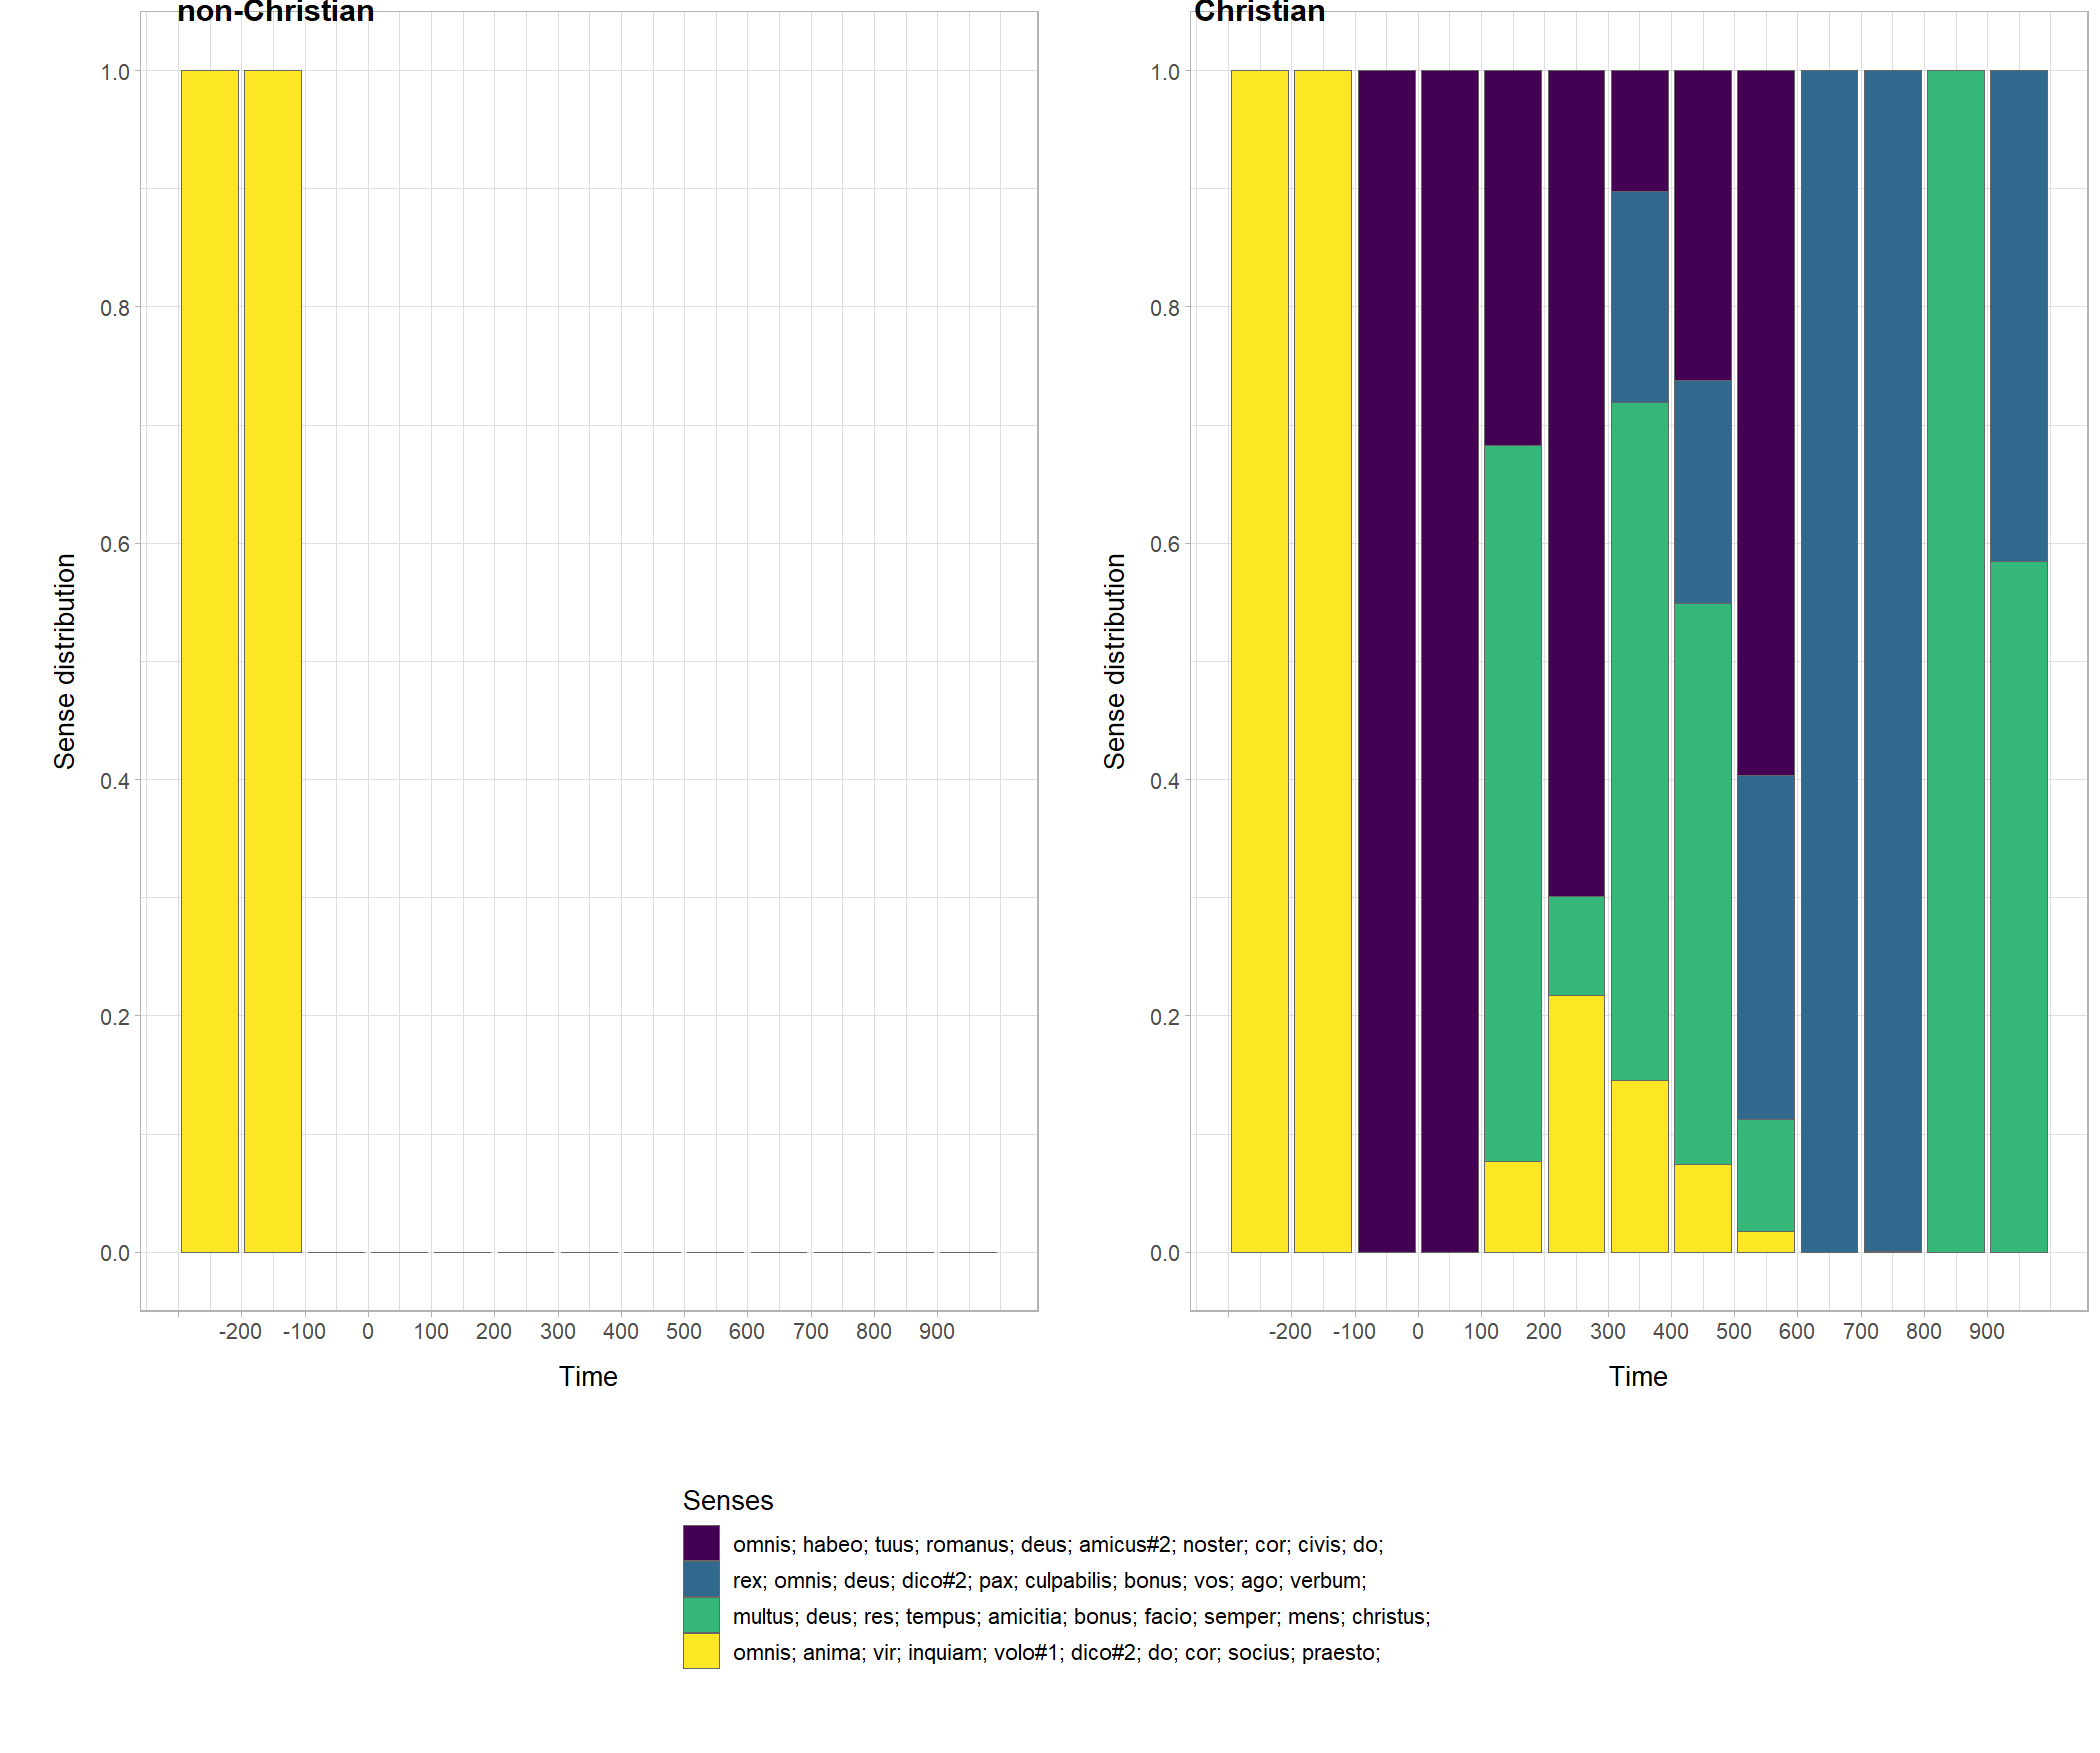 non-Christian
1.0
0.8
0.6
0.4
0.2
0.0
Sense distribution
-200 -100 0 100 200 300 400 500 600 700 800 900
Time
Christian
1.0
0.8
0.6
0.4
0.2
0.0
Sense distribution
-200 -100 0 100 200 300 400 500 600 700 800 900
Time
Senses
omnis; habeo; tuus; romanus; deus; amicus#2; noster; cor; civis; do;
rex; omnis; deus; dico#2; pax; culpabilis; bonus; vos; ago; verbum;
multus; deus; res; tempus; amicitia; bonus; facio; semper; mens; christus;
omnis; anima; vir; inquiam; volo#1; dico#2; do; cor; socius; praesto;